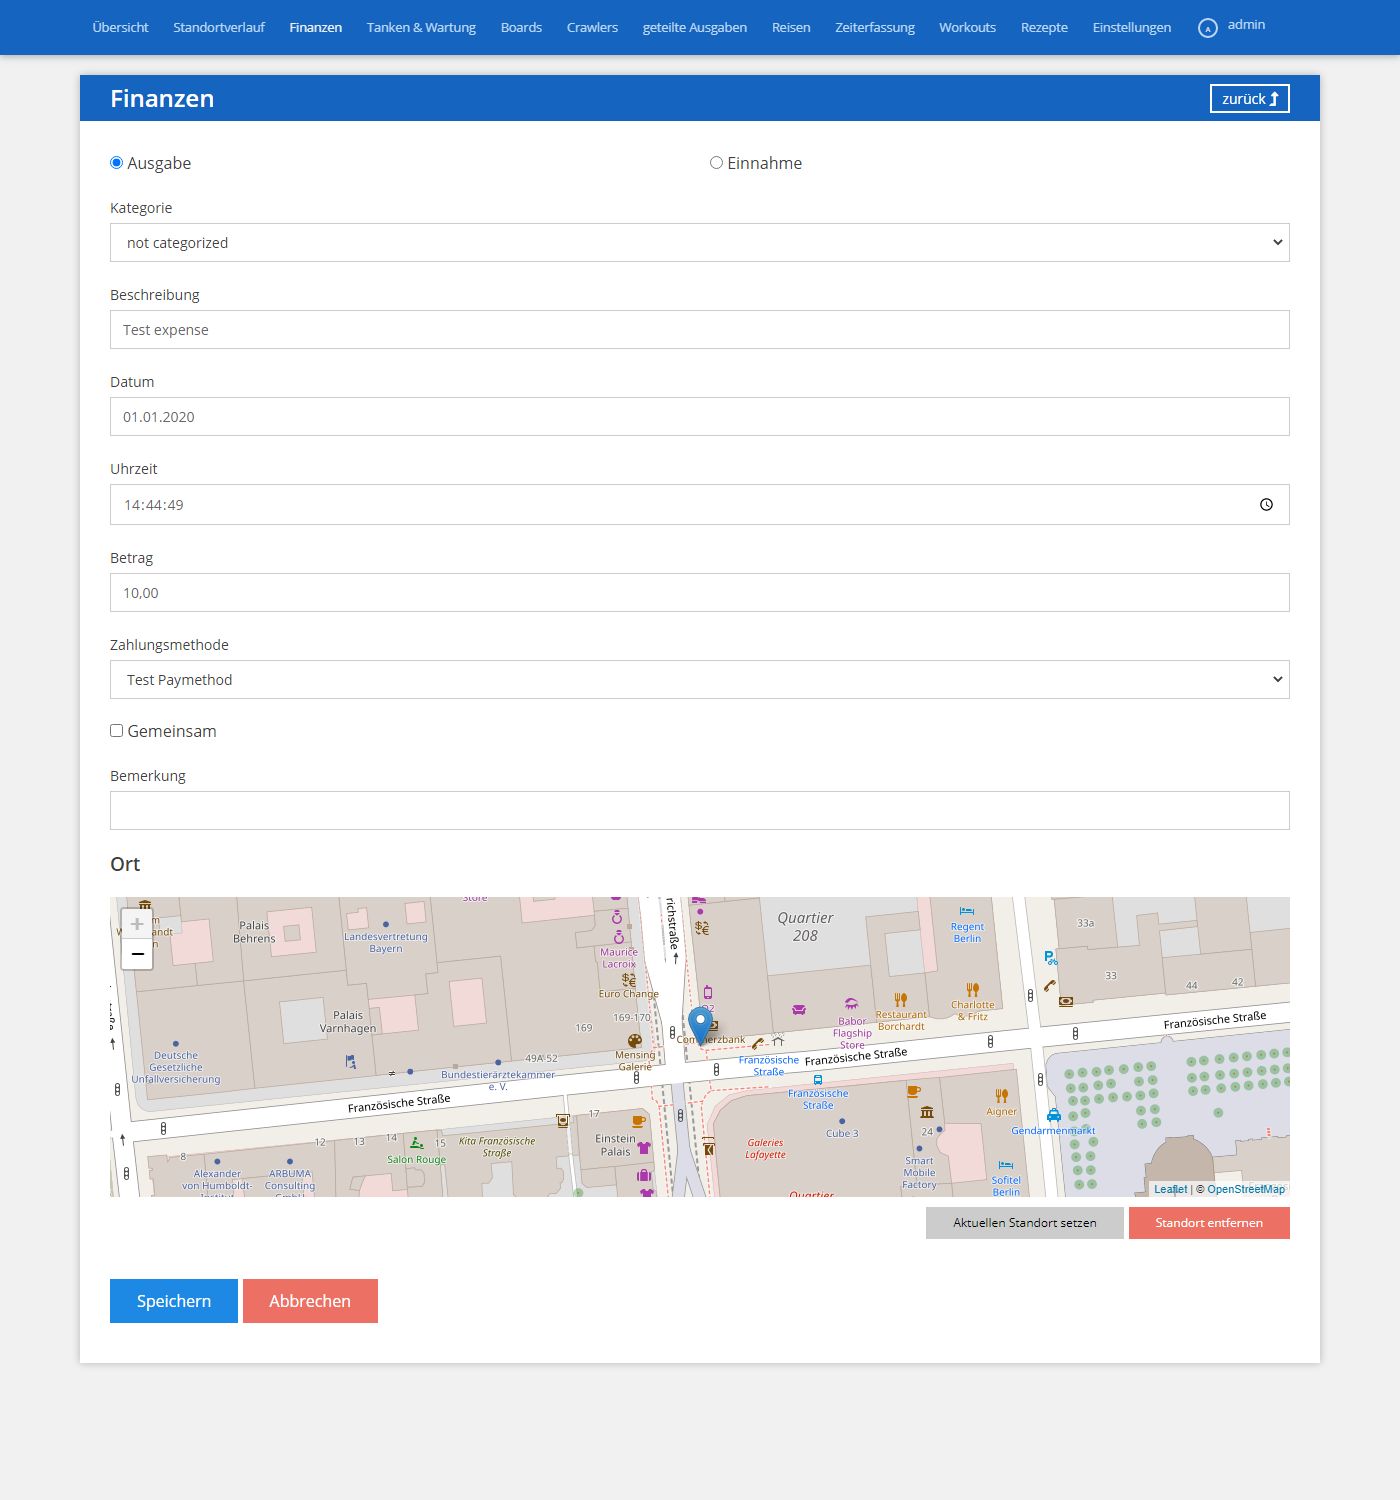 Übersicht Standortverlauf Finanzen Tanken & Wartung Boards Crawlers geteilte Ausgaben Reisen Zeiterfassung Workouts Rezepte Einstellungen A admin
Finanzen
zurück
Ausgabe Einnahme
Kategorie
not categorized
Beschreibung
Test expense
Datum
01.01.2020
Uhrzeit
14:44:49
Betrag
10,00
Zahlungsmethode
Test Paymethod
Gemeinsam
Bemerkung
Ort
+
−
Palais
Behrens
Landesvertretung
Bayern
Store
Maurice
Lacroix
Euro Change
169-170
169
Palais
Varnhagen
Deutsche
Gesetzliche
Unfallversicherung
49A.52
Bundestierärztekammer
e. V.
Mensing
Galerie
richstraße
Quartier
208
Regent
Berlin
33a
33
44
42
Charlotte
& Fritz
Restaurant
Borchardt
Babor
Flagship
Store
Französische
Straße
Französische Straße
Französische Straße
Französische
Straße
Französische Straße
12
13
14
15
17
8
Salon Rouge
Kita Französische
Straße
Einstein
Palais
Alexander
von Humboldt-
ARBUMA
Consulting
Galeries
Lafayette
Quartier
Cube 3
24
Smart
Mobile
Factory
Aigner
Gendarmenmarkt
Sofitel
Berlin
Leaflet | © OpenStreetMap
Aktuellen Standort setzen Standort entfernen
Speichern Abbrechen